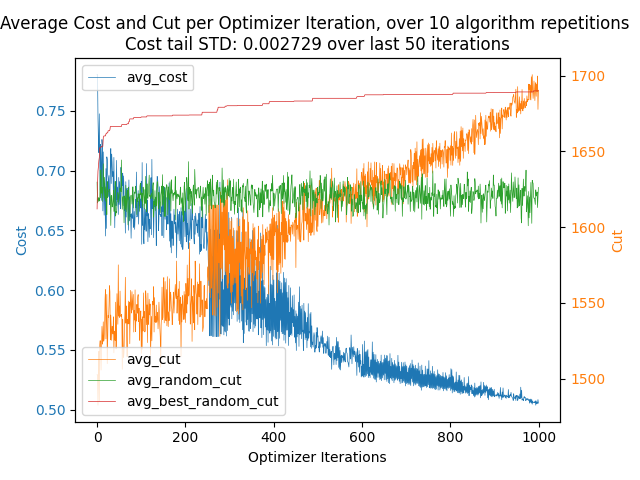 Average Cost and Cut per Optimizer Iteration, over 10 algorithm repetitions
Cost tail STD: 0.002729 over last 50 iterations
avg_cost
avg_cut
avg_random_cut
avg_best_random_cut
Cost
0.75
0.70
0.65
0.60
0.55
0.50
Cut
1700
1650
1600
1550
1500
0 200 400 600 800 1000
Optimizer Iterations